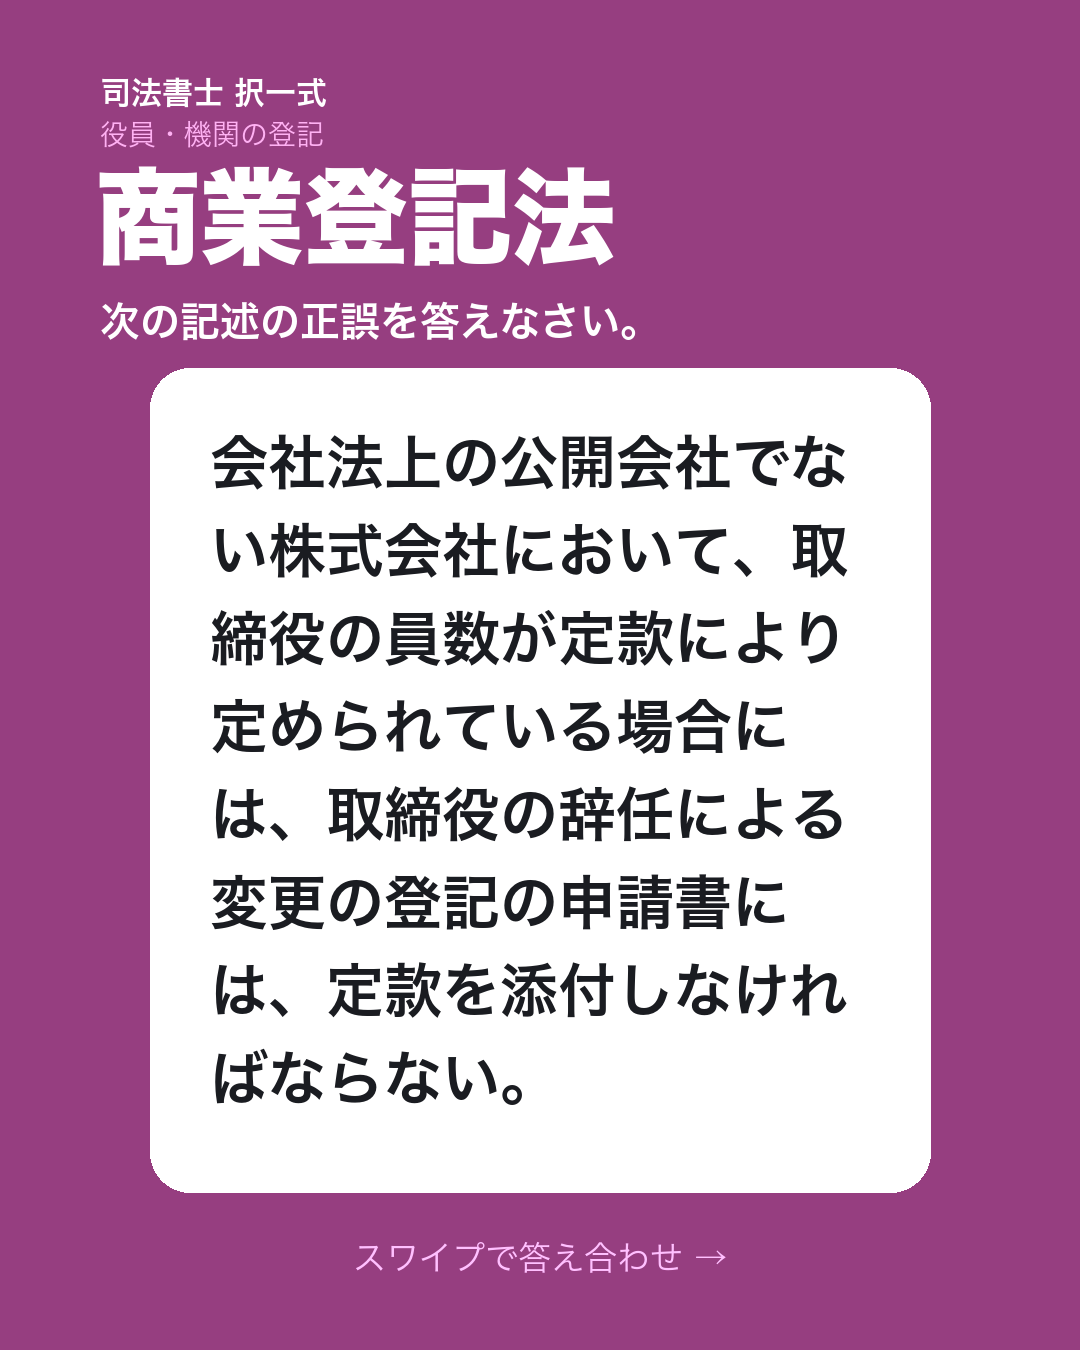 司法書士 択一式
役員・機関の登記
商業登記法
次の記述の正誤を答えなさい。
会社法上の公開会社でな
い株式会社において、取
締役の員数が定款により
定められている場合に
は、取締役の辞任による
変更の登記の申請書に
は、定款を添付しなけれ
ばならない。
スワイプで答え合わせ →